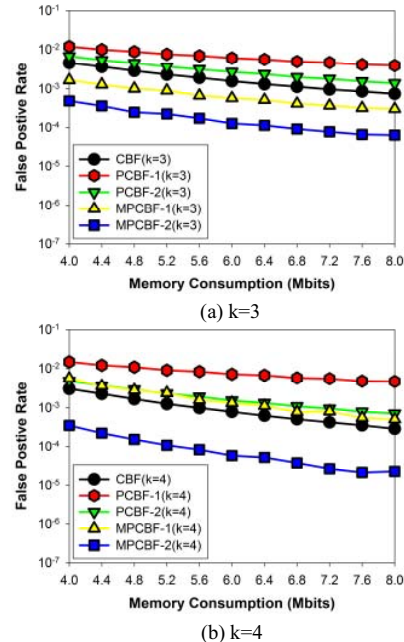 10-1
10-2
10-3
10-4
10-5
10-6
10-7
False Postive Rate
CBF(k=3)
PCBF-1(k=3)
PCBF-2(k=3)
MPCBF-1(k=3)
MPCBF-2(k=3)
4.0 4.4 4.8 5.2 5.6 6.0 6.4 6.8 7.2 7.6 8.0
Memory Consumption (Mbits)
(a) k=3
10-1
10-2
10-3
10-4
10-5
10-6
10-7
False Postive Rate
CBF(k=4)
PCBF-1(k=4)
PCBF-2(k=4)
MPCBF-1(k=4)
MPCBF-2(k=4)
4.0 4.4 4.8 5.2 5.6 6.0 6.4 6.8 7.2 7.6 8.0
Memory Consumption (Mbits)
(b) k=4